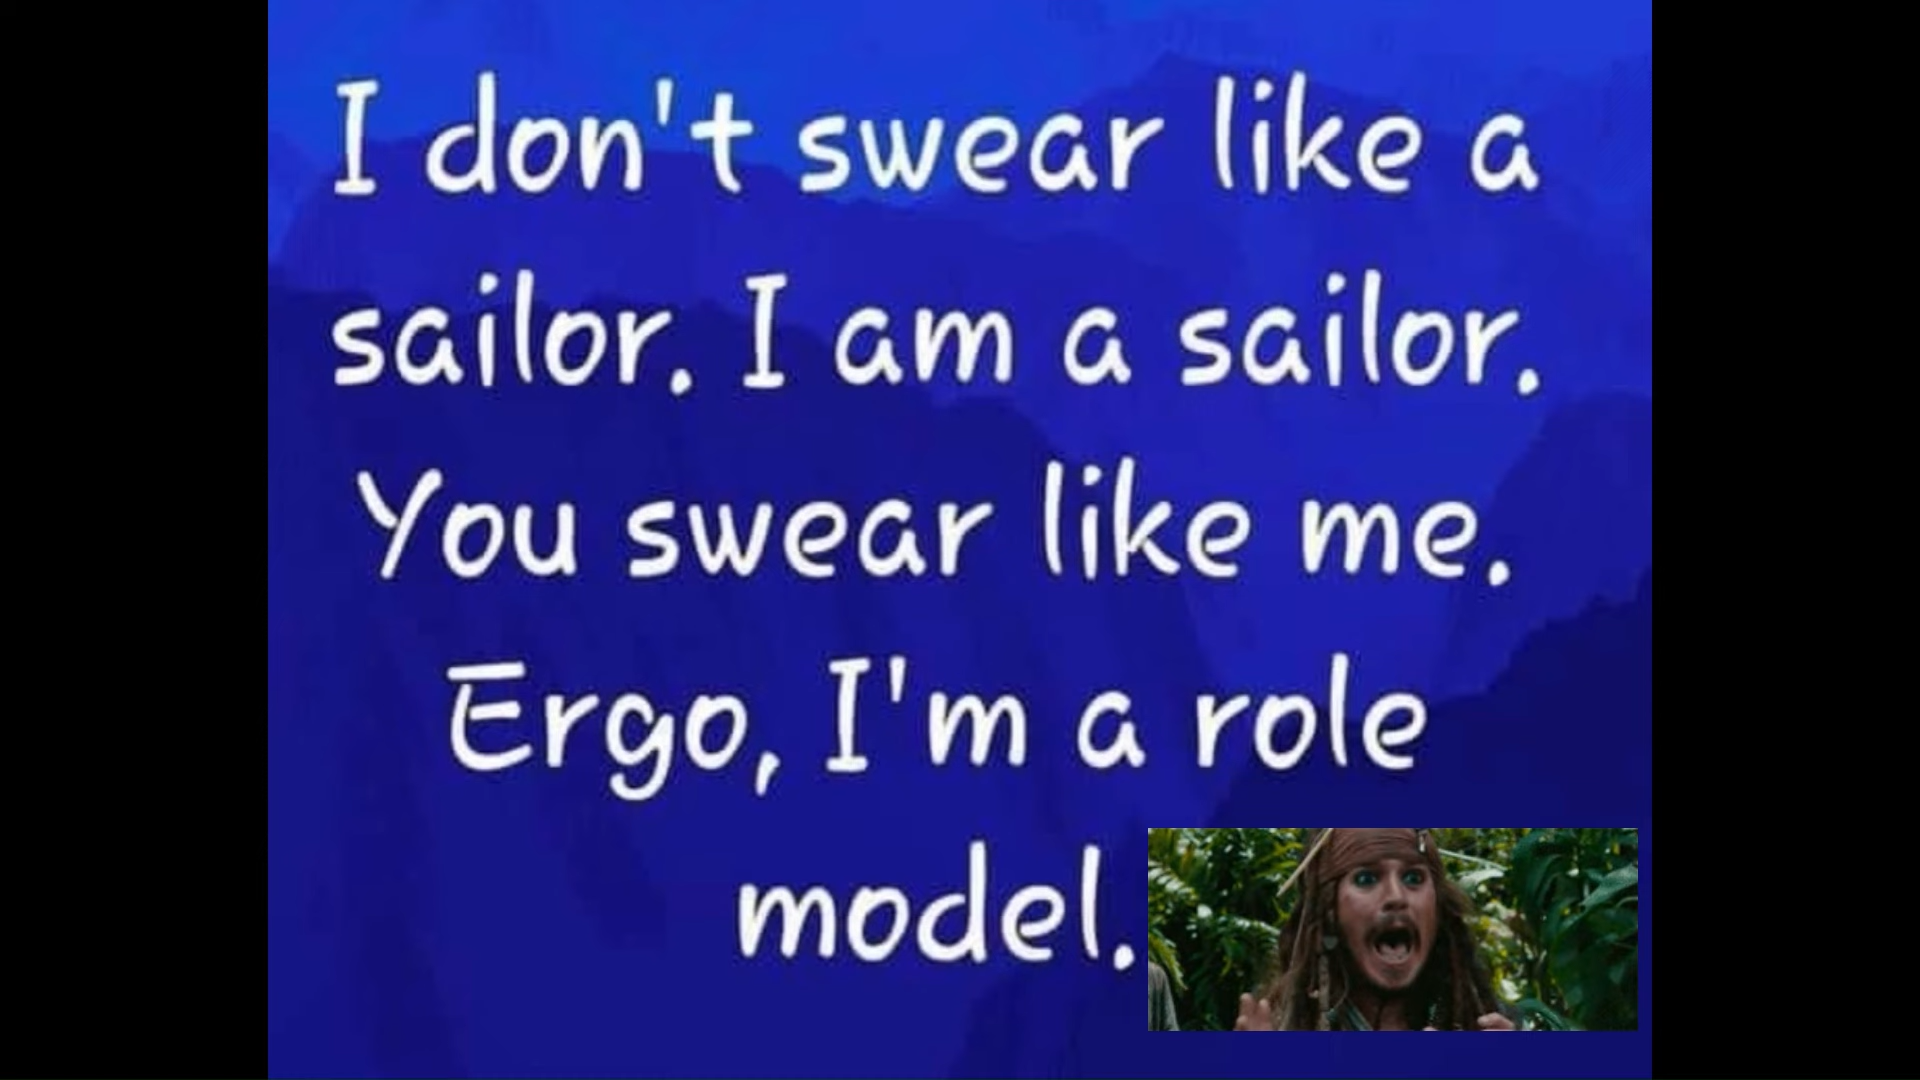 I don't swear like a
sailor. I am a sailor.
You swear like me.
Ergo, I'm a role
model.